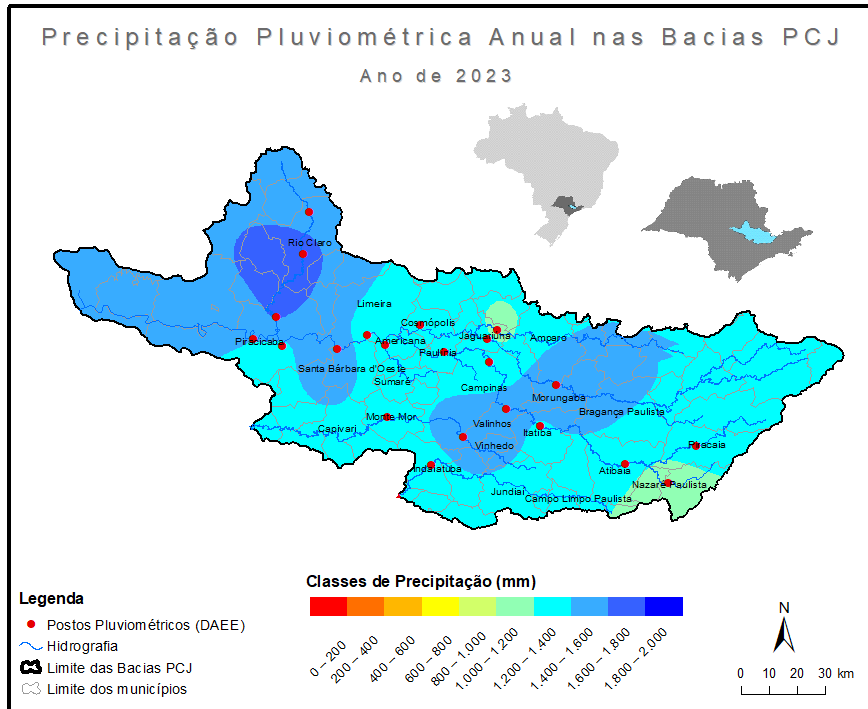 Precipitação Pluviométrica Anual nas Bacias PCJ
Ano de 2023
Rio Claro
Limeira
Cosmópolis
Piracicaba
Americana
Jaguariúna
Amparo
Paulínia
Santa Bárbara d'Oeste
Sumaré
Campinas
Morungaba
Monte Mor
Bragança Paulista
Capivari
Valinhos
Itatiba
Vinhedo
Piracaia
Indaiatuba
Atibaia
Nazaré Paulista
Jundiaí
Campo Limpo Paulista
Legenda
Postos Pluviométricos (DAEE)
Hidrografia
Limite das Bacias PCJ
Limite dos municípios
Classes de Precipitação (mm)
0 – 200
200 – 400
400 – 600
600 – 800
800 – 1.000
1.000 – 1.200
1.200 – 1.400
1.400 – 1.600
1.600 – 1.800
1.800 – 2.000
N
0 10 20 30 km